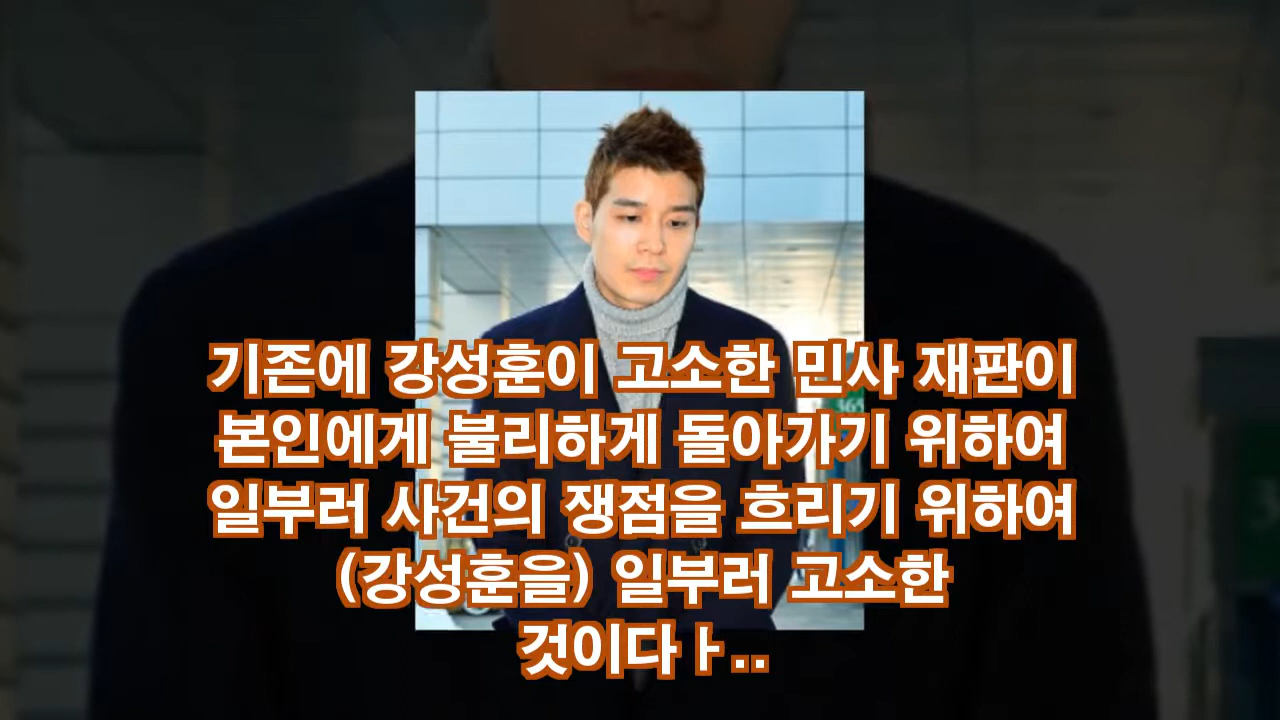 365
기존에 강성훈이 고소한 민사 재판이
본인에게 불리하게 돌아가기 위하여
일부러 사건의 쟁점을 흐리기 위하여
(강성훈을) 일부러 고소한
것이다ㅏ..